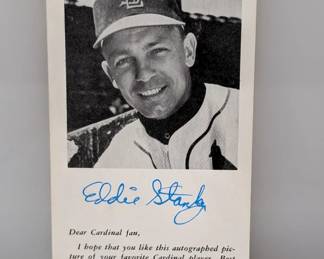 Eddie Stanky
Dear Cardinal fan,
I hope that you like this autographed pic-
ture of your favorite Cardinal player. Best